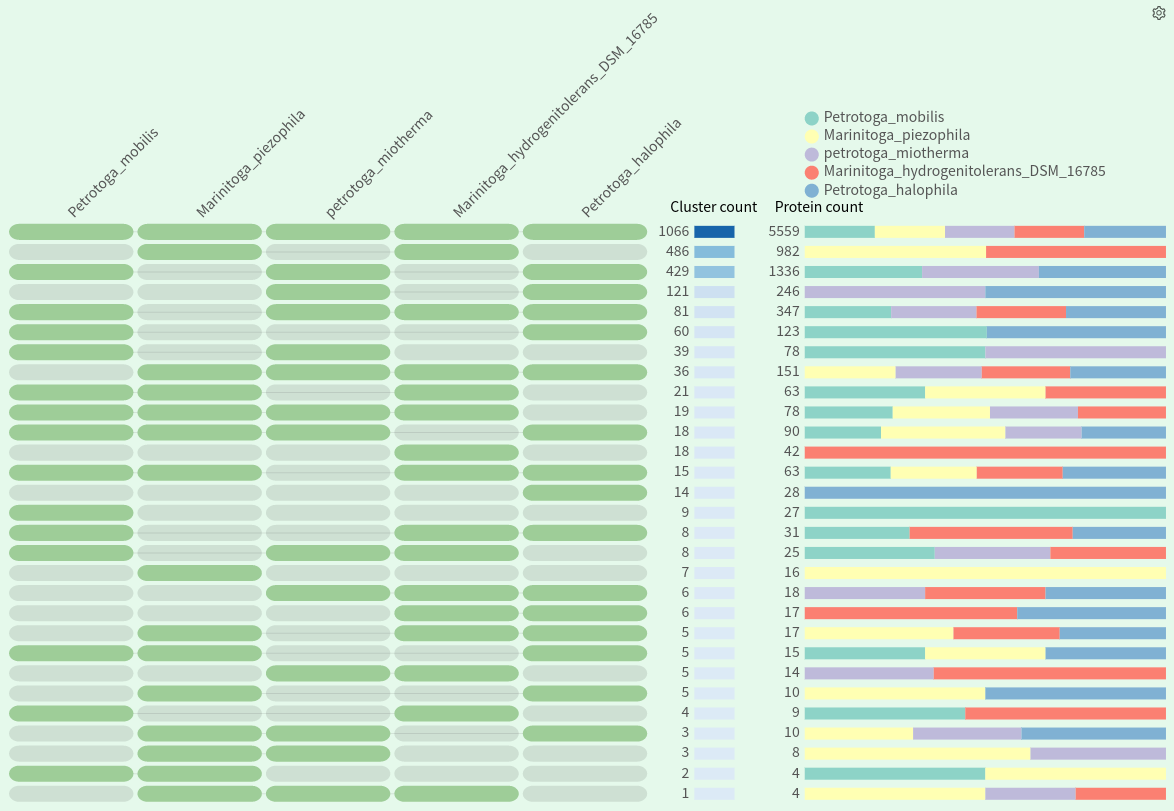 Petrotoga_mobilis
Marinitoga_piezophila
petrotoga_miotherma
Marinitoga_hydrogenitolerans_DSM_16785
Petrotoga_halophila
Petrotoga_mobilis
Marinitoga_piezophila
petrotoga_miotherma
Marinitoga_hydrogenitolerans_DSM_16785
Petrotoga_halophila
Cluster count Protein count
1066 5559
486 982
429 1336
121 246
81 347
60 123
39 78
36 151
21 63
19 78
18 90
18 42
15 63
14 28
9 27
8 31
8 25
7 16
6 18
6 17
5 17
5 15
5 14
5 10
4 9
3 10
3 8
2 4
1 4